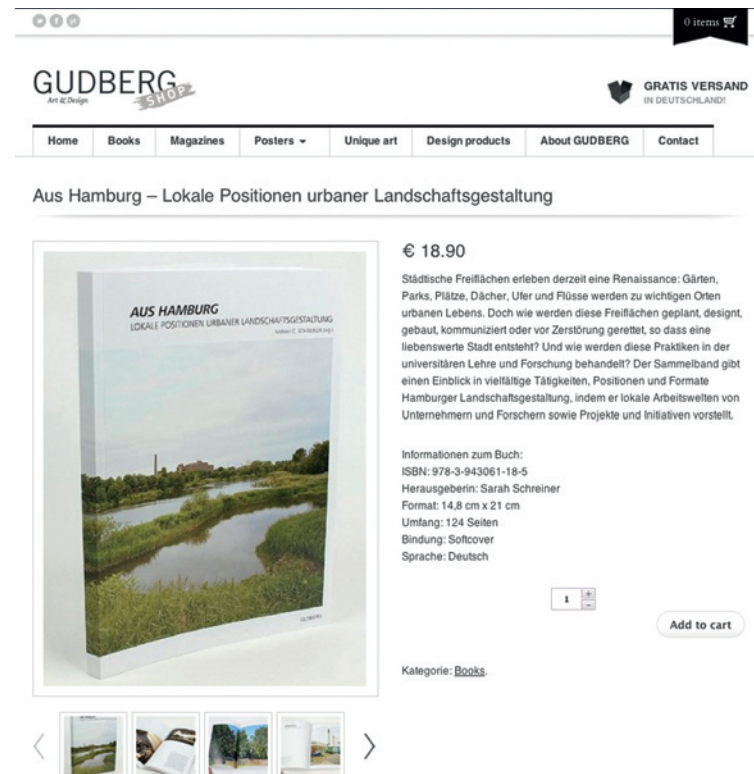 0 items
GUDBERG
Art & Design
SHOP
GRATIS VERSAND
IN DEUTSCHLAND!
Home Books Magazines Posters Unique art Design products About GUDBERG Contact
Aus Hamburg – Lokale Positionen urbaner Landschaftsgestaltung
AUS HAMBURG
LOKALE POSITIONEN URBANER LANDSCHAFTSGESTALTUNG
GUDBERG
€ 18.90
Städtische Freiflächen erleben derzeit eine Renaissance: Gärten,
Parks, Plätze, Dächer, Ufer und Flüsse werden zu wichtigen Orten
urbanen Lebens. Doch wie werden diese Freiflächen geplant, designt,
gebaut, kommuniziert oder vor Zerstörung gerettet, so dass eine
liebenswerte Stadt entsteht? Und wie werden diese Praktiken in der
universitären Lehre und Forschung behandelt? Der Sammelband gibt
einen Einblick in vielfältige Tätigkeiten, Positionen und Formate
Hamburger Landschaftsgestaltung, indem er lokale Arbeitswelten von
Unternehmern und Forschern sowie Projekte und Initiativen vorstellt.
Informationen zum Buch:
ISBN: 978-3-943061-18-5
Herausgeberin: Sarah Schreiner
Format: 14,8 cm x 21 cm
Umfang: 124 Seiten
Bindung: Softcover
Sprache: Deutsch
1 + -
Add to cart
Kategorie: Books.